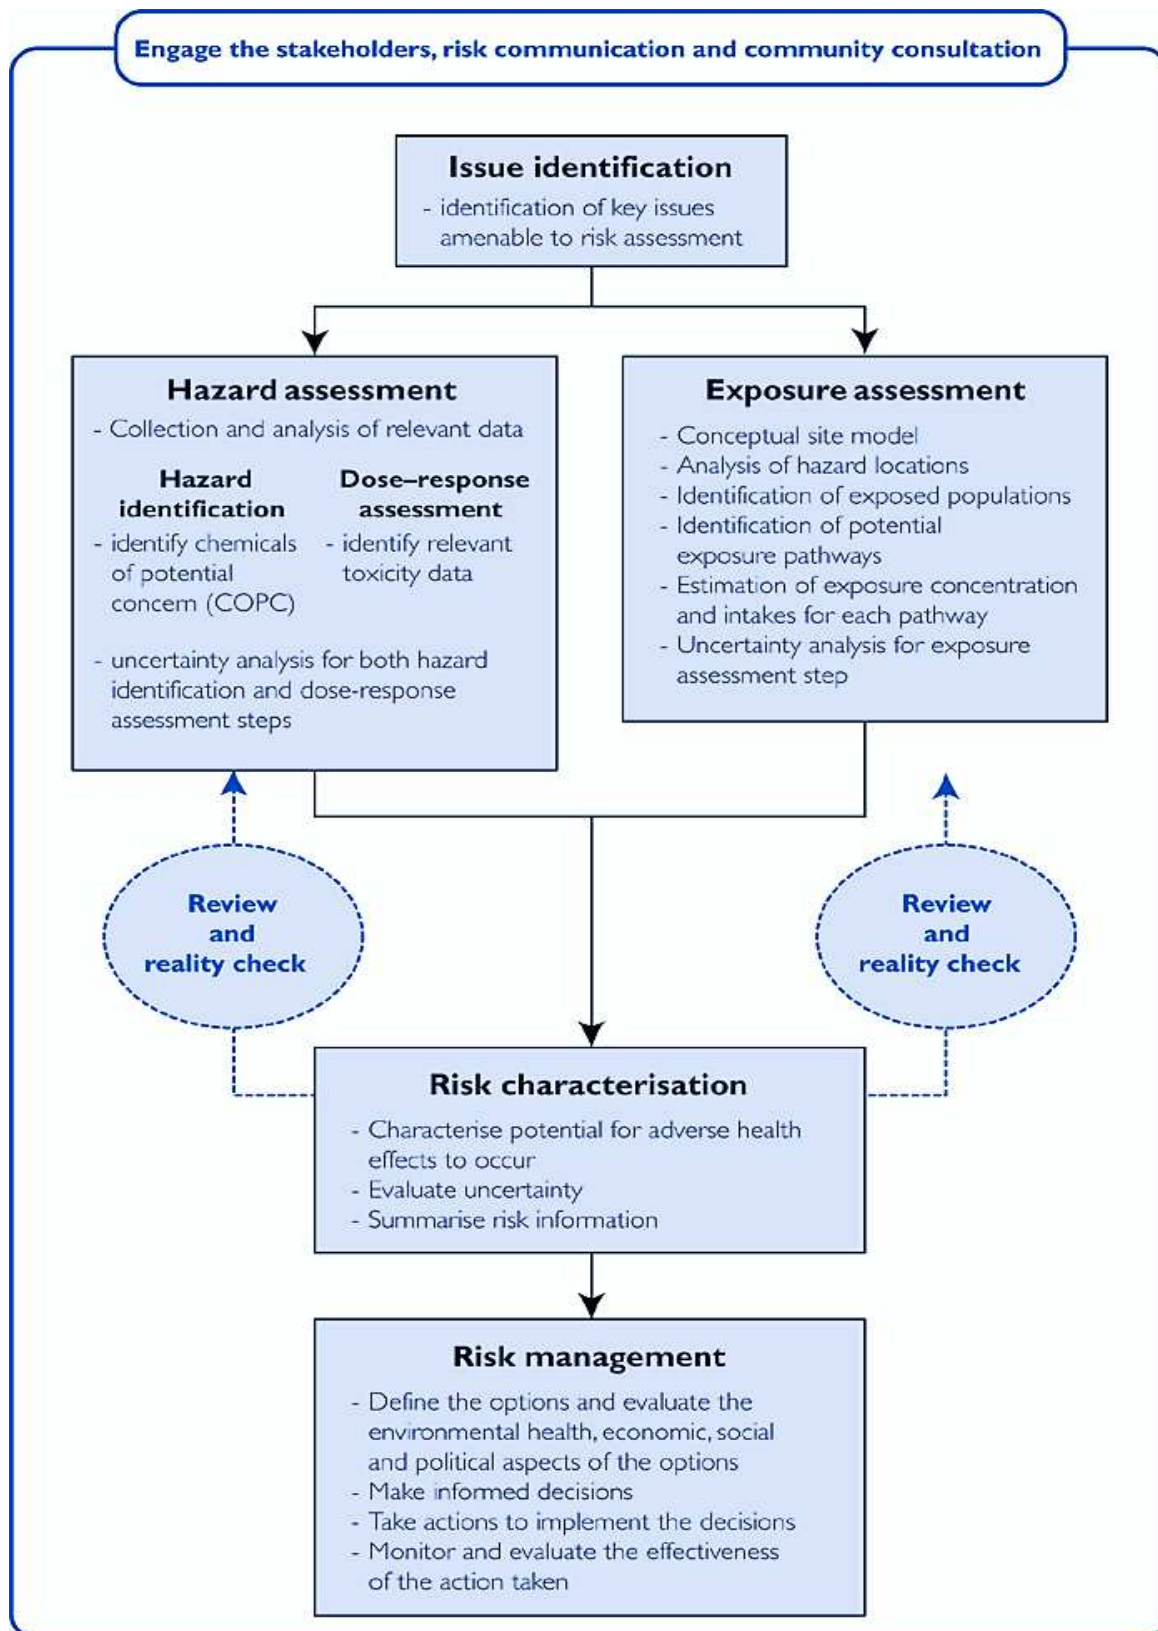 Engage the stakeholders, risk communication and community consultation
Issue identification
- identification of key issues
amenable to risk assessment
Hazard assessment
- Collection and analysis of relevant data
Hazard
identification
- identify chemicals
of potential
concern (COPC)
Dose–response
assessment
- identify relevant
toxicity data
- uncertainty analysis for both hazard
identification and dose-response
assessment steps
Exposure assessment
- Conceptual site model
- Analysis of hazard locations
- Identification of exposed populations
- Identification of potential
exposure pathways
- Estimation of exposure concentration
and intakes for each pathway
- Uncertainty analysis for exposure
assessment step
Review
and
reality check
Review
and
reality check
Risk characterisation
- Characterise potential for adverse health
effects to occur
- Evaluate uncertainty
- Summarise risk information
Risk management
- Define the options and evaluate the
environmental health, economic, social
and political aspects of the options
- Make informed decisions
- Take actions to implement the decisions
- Monitor and evaluate the effectiveness
of the action taken